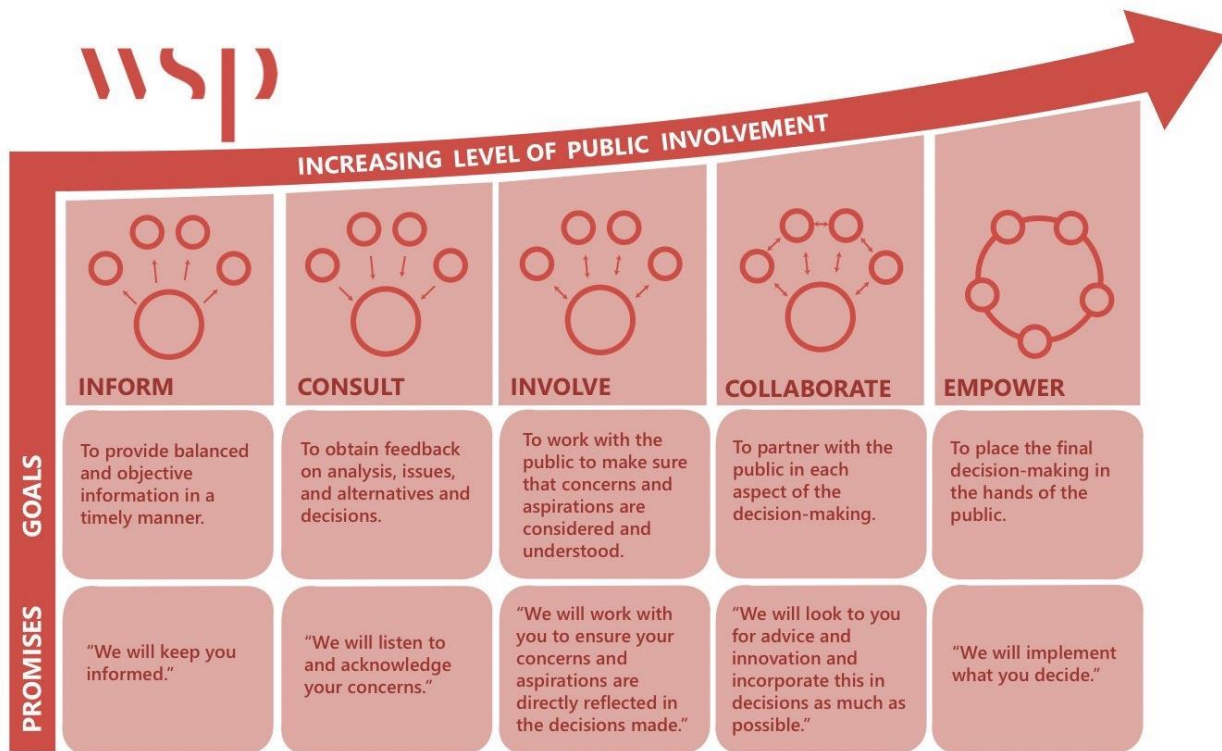 wsp
INCREASING LEVEL OF PUBLIC INVOLVEMENT
INFORM
CONSULT
INVOLVE
COLLABORATE
EMPOWER
GOALS
To provide balanced
and objective
information in a
timely manner.
To obtain feedback
on analysis, issues,
and alternatives and
decisions.
To work with the
public to make sure
that concerns and
aspirations are
considered and
understood.
To partner with the
public in each
aspect of the
decision-making.
To place the final
decision-making in
the hands of the
public.
PROMISES
“We will keep you
informed.”
“We will listen to
and acknowledge
your concerns.”
“We will work with
you to ensure your
concerns and
aspirations are
directly reflected in
the decisions made.”
“We will look to you
for advice and
innovation and
incorporate this in
decisions as much as
possible.”
“We will implement
what you decide.”